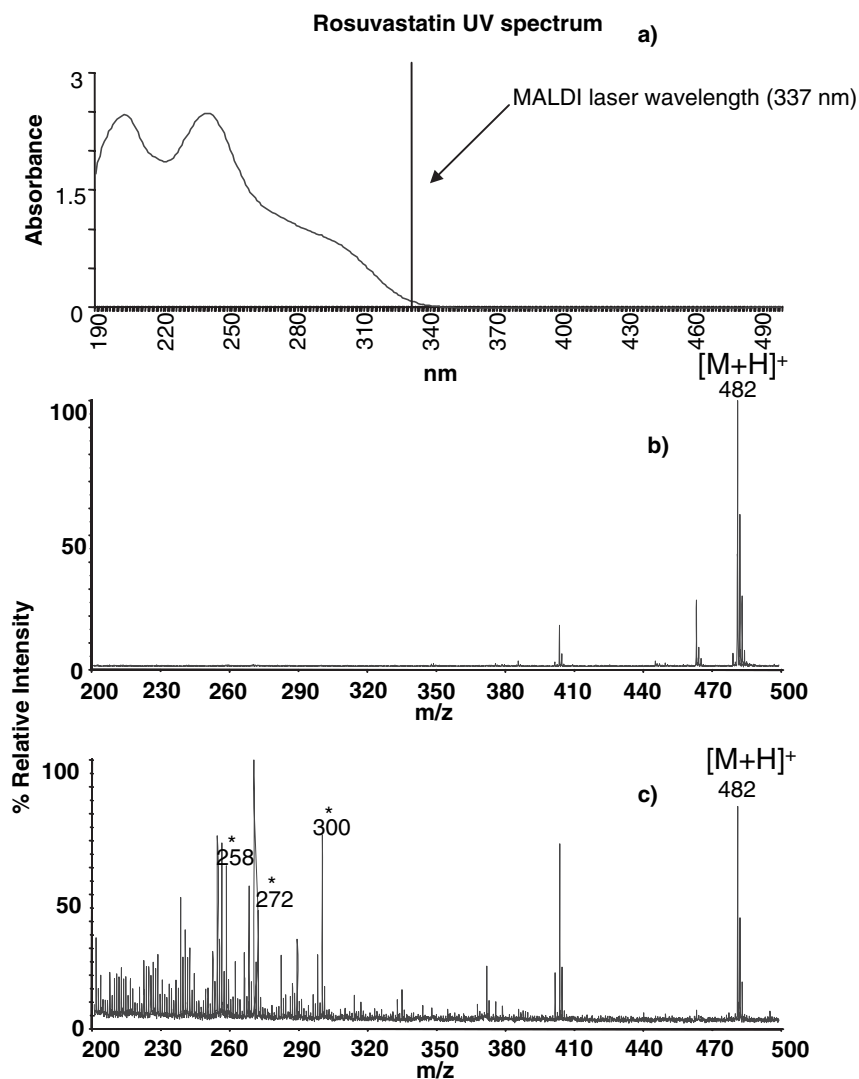 Rosuvastatin UV spectrum
a)
MALDI laser wavelength (337 nm)
Absorbance
3
1.5
0
190 220 250 280 310 340 370 400 430 460 490
nm
[M+H]+
482
b)
100
50
0
200 230 260 290 320 350 380 410 440 470 500
m/z
% Relative Intensity
[M+H]+
482
c)
100
50
0
*
300
*
258
*
272
200 230 260 290 320 350 380 410 440 470 500
m/z